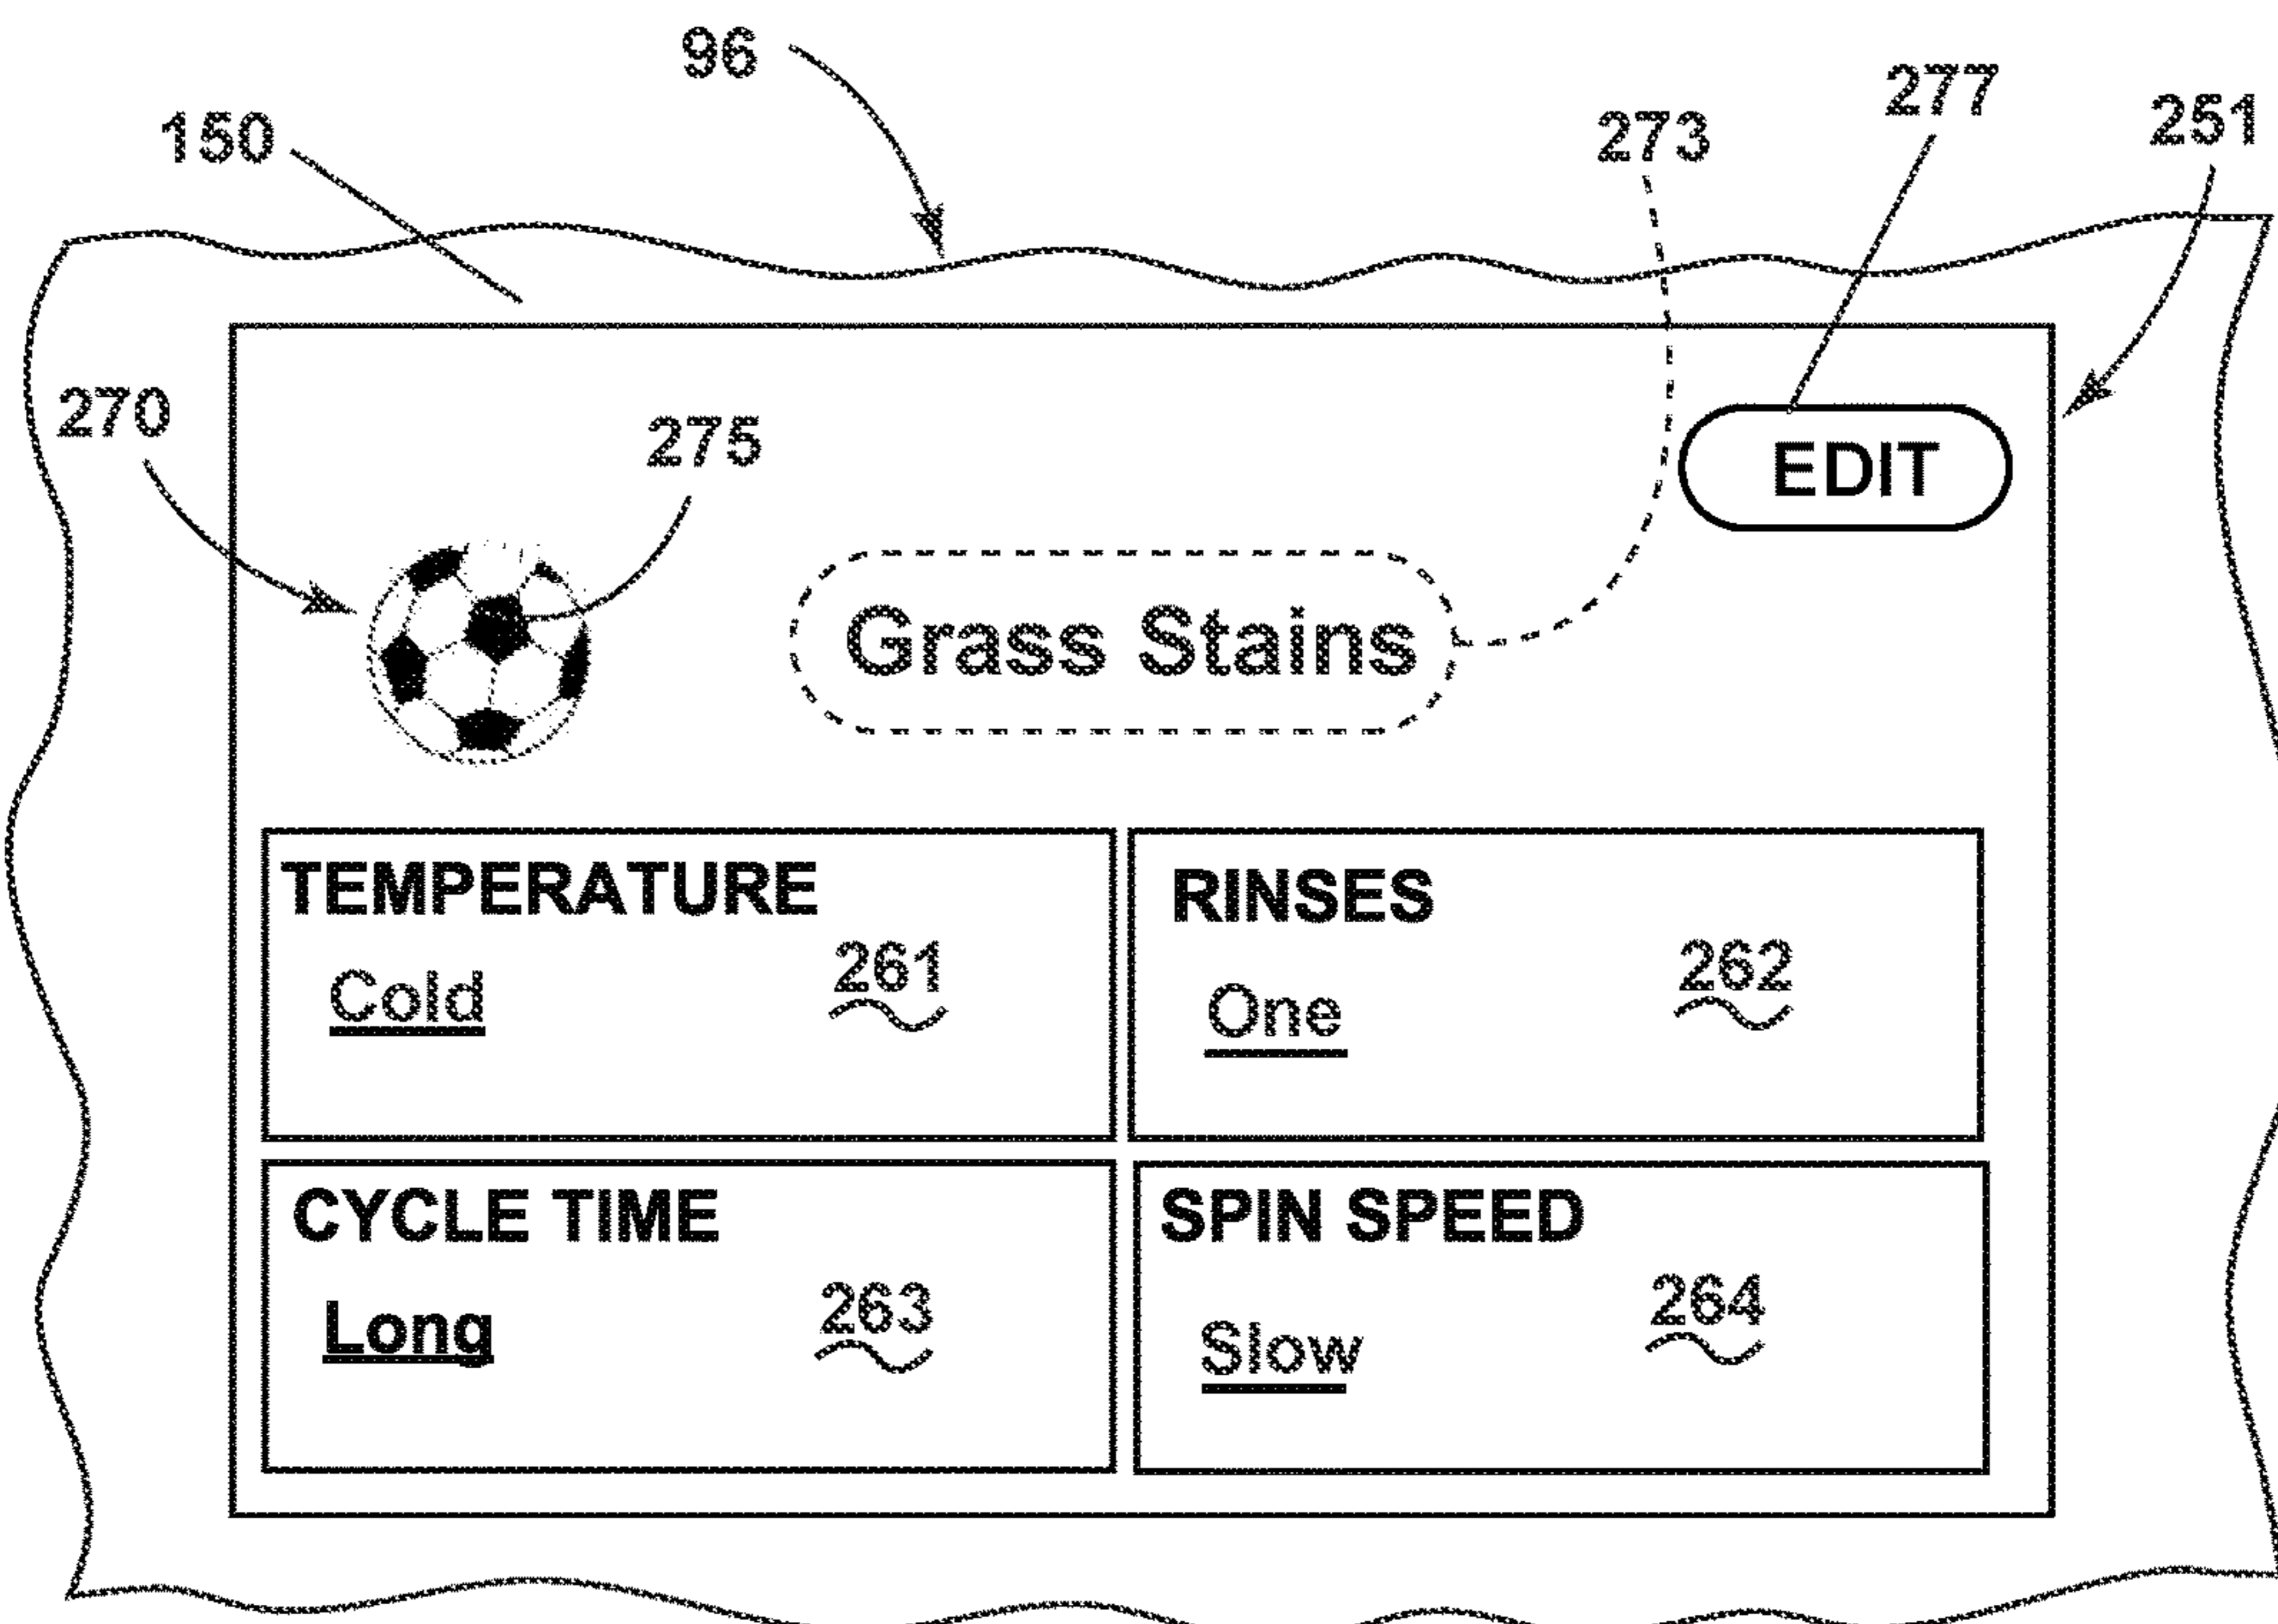 96
277
251
150
273
270
275
EDIT
Grass Stains
TEMPERATURE
261
Cold
RINSES
262
One
CYCLE TIME
263
Long
SPIN SPEED
264
Slow